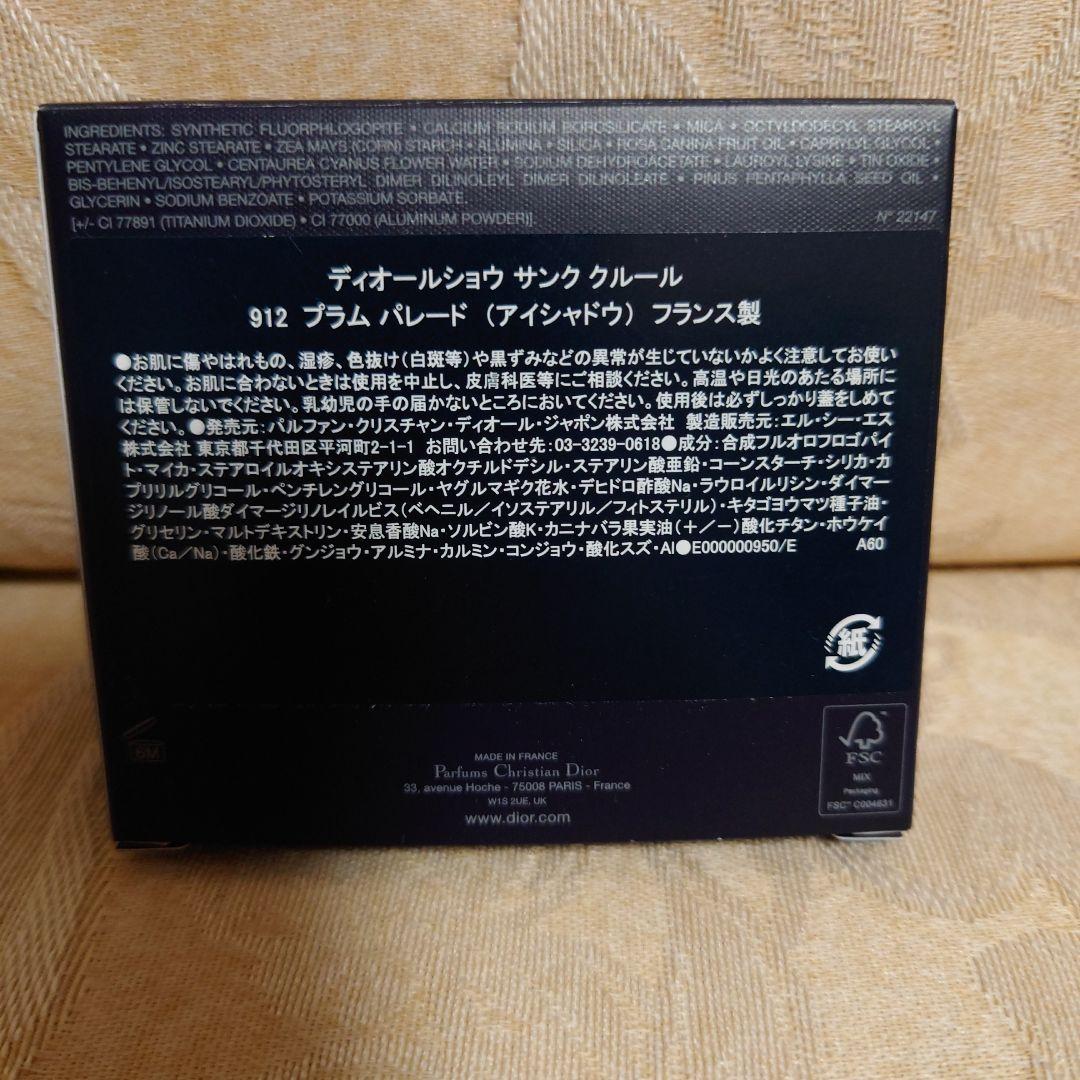 INGREDIENTS: SYNTHETIC FLUORPHLOGOPITE • CALCIUM SODIUM BOROSILICATE • MICA • OCTYLDODECYL STEAROYL
STEARATE • ZINC STEARATE • ZEA MAYS (CORN) STARCH • ALUMINA • SILICA • ROSA CANINA FRUIT OIL • CAPRYLYL GLYCOL •
PENTYLENE GLYCOL • CENTAUREA CYANUS FLOWER WATER • SODIUM DEHYDROACETATE • LAUROYL LYSINE • TIN OXIDE •
BIS-BEHENYL/ISOSTEARYL/PHYTOSTERYL DIMER DILINOLEYL DIMER DILINOLEATE • PINUS PENTAPHYLLA SEED OIL •
GLYCERIN • SODIUM BENZOATE • POTASSIUM SORBATE.
[+/- CI 77891 (TITANIUM DIOXIDE) • CI 77000 (ALUMINUM POWDER)]. N° 22147
ディオールショウ サンク クルール
912 プラム パレード (アイシャドウ) フランス製
●お肌に傷やはれもの、湿疹、色抜け(白斑等)や黒ずみなどの異常が生じていないかよく注意してお使い
ください。お肌に合わないときは使用を中止し、皮膚科医等にご相談ください。高温や日光のあたる場所に
は保管しないでください。乳幼児の手の届かないところにおいてください。使用後は必ずしっかり蓋をしめて
ください。●発売元:パルファン・クリスチャン・ディオール・ジャポン株式会社 製造販売元:エル・シー・エス
株式会社 東京都千代田区平河町2-1-1 お問い合わせ先:03-3239-0618●成分:合成フルオロフロゴパイ
ト・マイカ・ステアロイルオキシステアリン酸オクチルドデシル・ステアリン酸亜鉛・コーンスターチ・シリカ・カ
プリリルグリコール・ペンチレングリコール・ヤグルマギク花水・デヒドロ酢酸Na・ラウロイルリシン・ダイマー
ジリノール酸ダイマージリノレイルビス(ベヘニル/イソステアリル/フィトステリル)・キタゴヨウマツ種子油・
グリセリン・マルトデキストリン・安息香酸Na・ソルビン酸K・カニナバラ果実油(+/-)酸化チタン・ホウケイ
酸(Ca/Na)・酸化鉄・グンジョウ・アルミナ・カルミン・コンジョウ・酸化スズ・Al●E000000950/E A60
紙
6M
MADE IN FRANCE
Parfums Christian Dior
33, avenue Hoche - 75008 PARIS - France
W1S 2UE, UK
www.dior.com
FSC
MIX
Packaging
FSC™ C004631